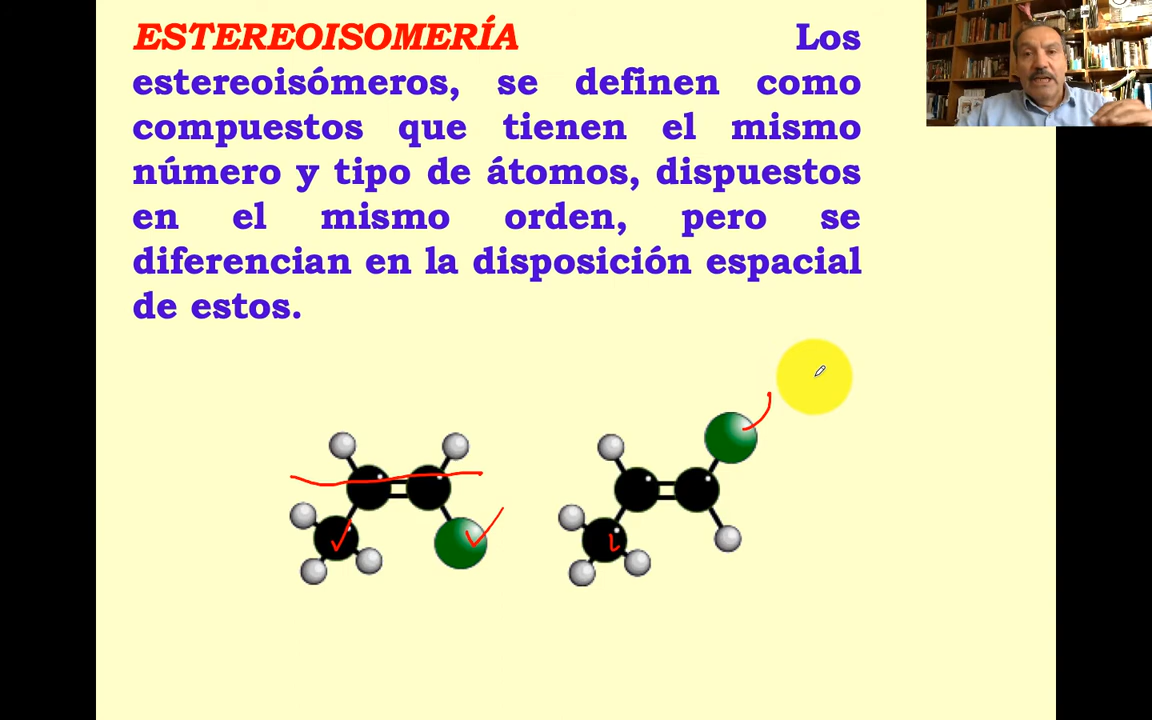 ESTEREOISOMERÍA Los
estereoisómeros, se definen como
compuestos que tienen el mismo
número y tipo de átomos, dispuestos
en el mismo orden, pero se
diferencian en la disposición espacial
de estos.